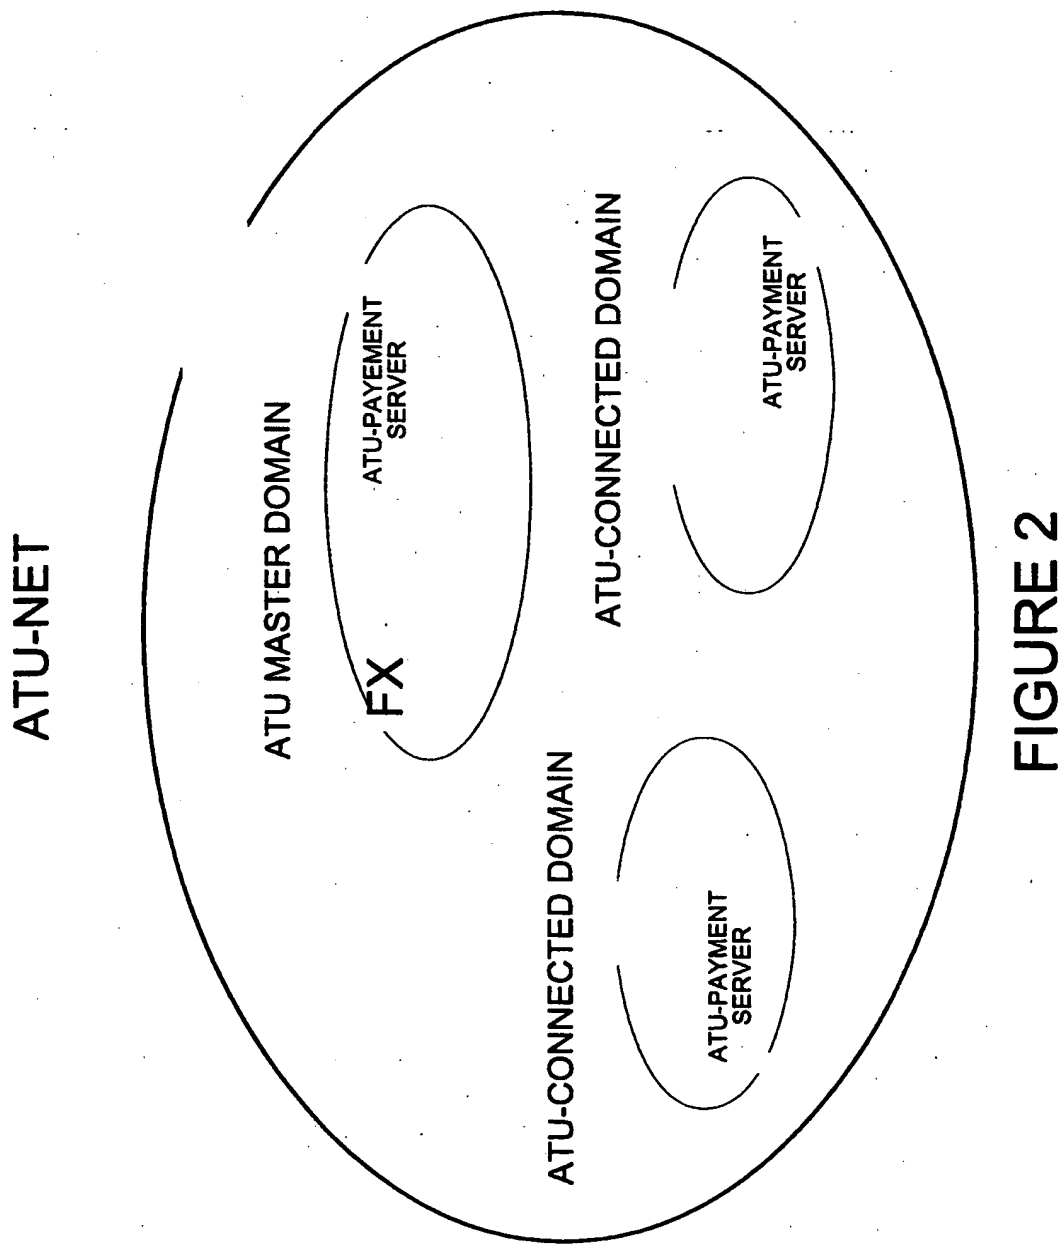 ATU-NET
ATU MASTER DOMAIN
FX
ATU-PAYEMENT
SERVER
ATU-CONNECTED DOMAIN
ATU-PAYMENT
SERVER
ATU-CONNECTED DOMAIN
ATU-PAYMENT
SERVER
FIGURE 2